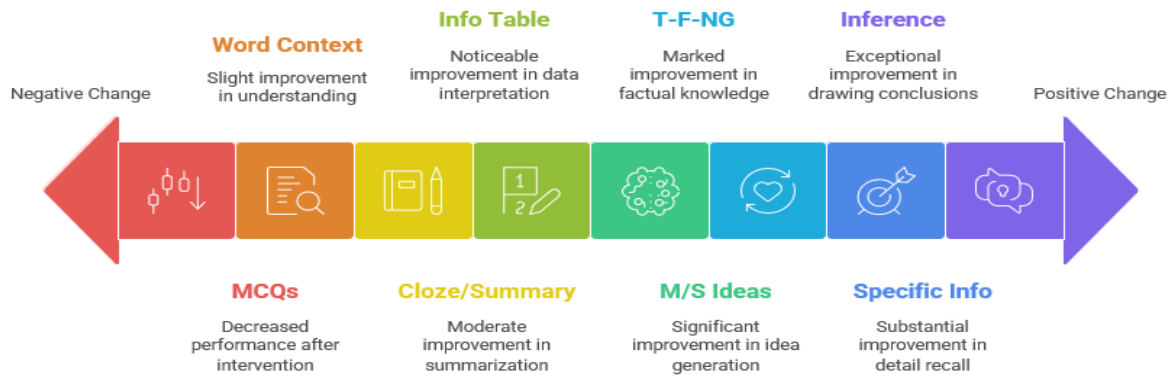 Info Table
T-F-NG
Inference
Word Context
Noticeable
improvement in data
interpretation
Marked
improvement in
factual knowledge
Exceptional
improvement in
drawing conclusions
Slight improvement
in understanding
Negative Change
Positive Change
1
2
MCQs
Cloze/Summary
M/S Ideas
Specific Info
Decreased
performance after
intervention
Moderate
improvement in
summarization
Significant
improvement in idea
generation
Substantial
improvement in
detail recall